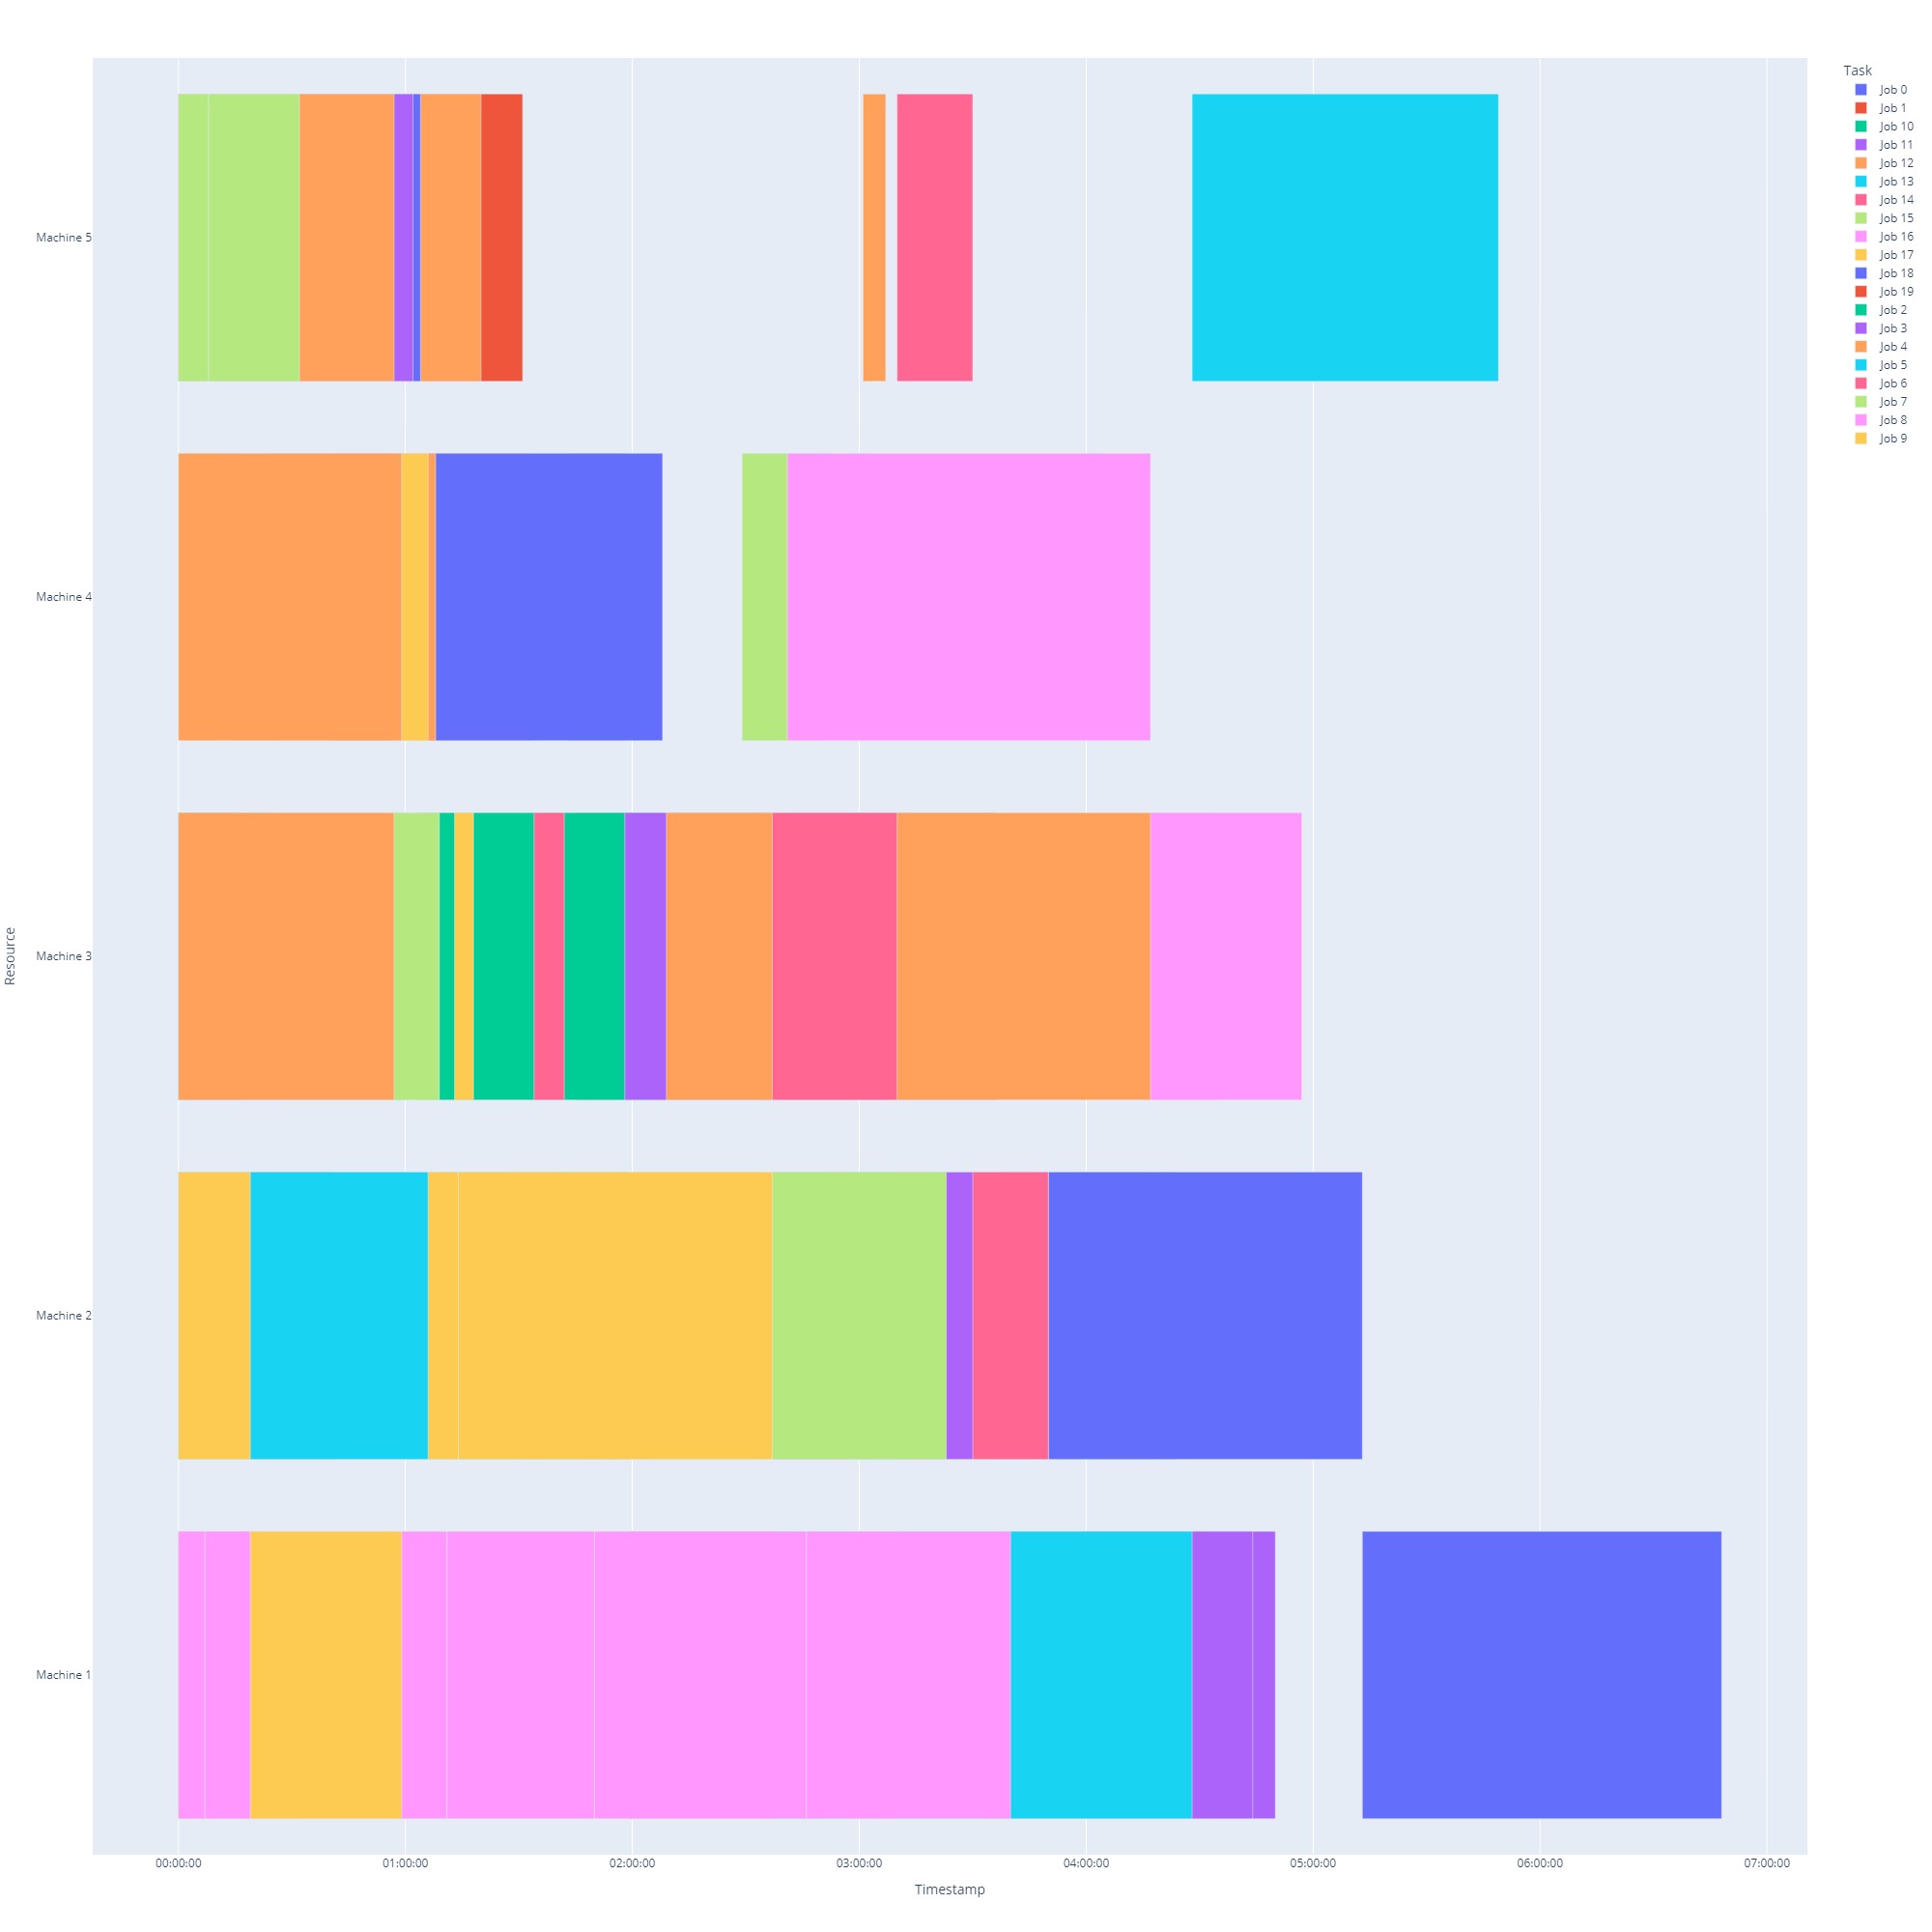 Task
Job 0
Job 1
Job 10
Job 11
Job 12
Job 13
Job 14
Job 15
Job 16
Job 17
Job 18
Job 19
Job 2
Job 3
Job 4
Job 5
Job 6
Job 7
Job 8
Job 9
Machine 5
Machine 4
Machine 3
Machine 2
Machine 1
Resource
00:00:00
01:00:00
02:00:00
03:00:00
04:00:00
05:00:00
06:00:00
07:00:00
Timestamp